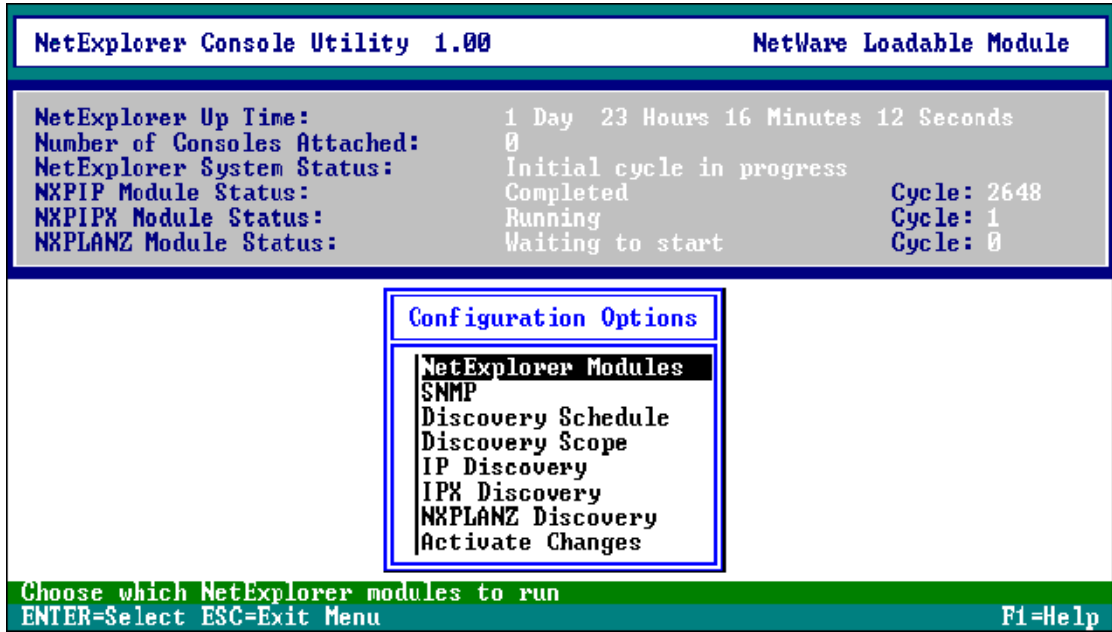 NetExplorer Console Utility 1.00 NetWare Loadable Module
NetExplorer Up Time: 1 Day 23 Hours 16 Minutes 12 Seconds
Number of Consoles Attached: 0
NetExplorer System Status: Initial cycle in progress
NXPIP Module Status: Completed Cycle: 2648
NXPIPX Module Status: Running Cycle: 1
NXPLANZ Module Status: Waiting to start Cycle: 0
Configuration Options
NetExplorer Modules
SNMP
Discovery Schedule
Discovery Scope
IP Discovery
IPX Discovery
NXPLANZ Discovery
Activate Changes
Choose which NetExplorer modules to run
ENTER=Select ESC=Exit Menu F1=Help